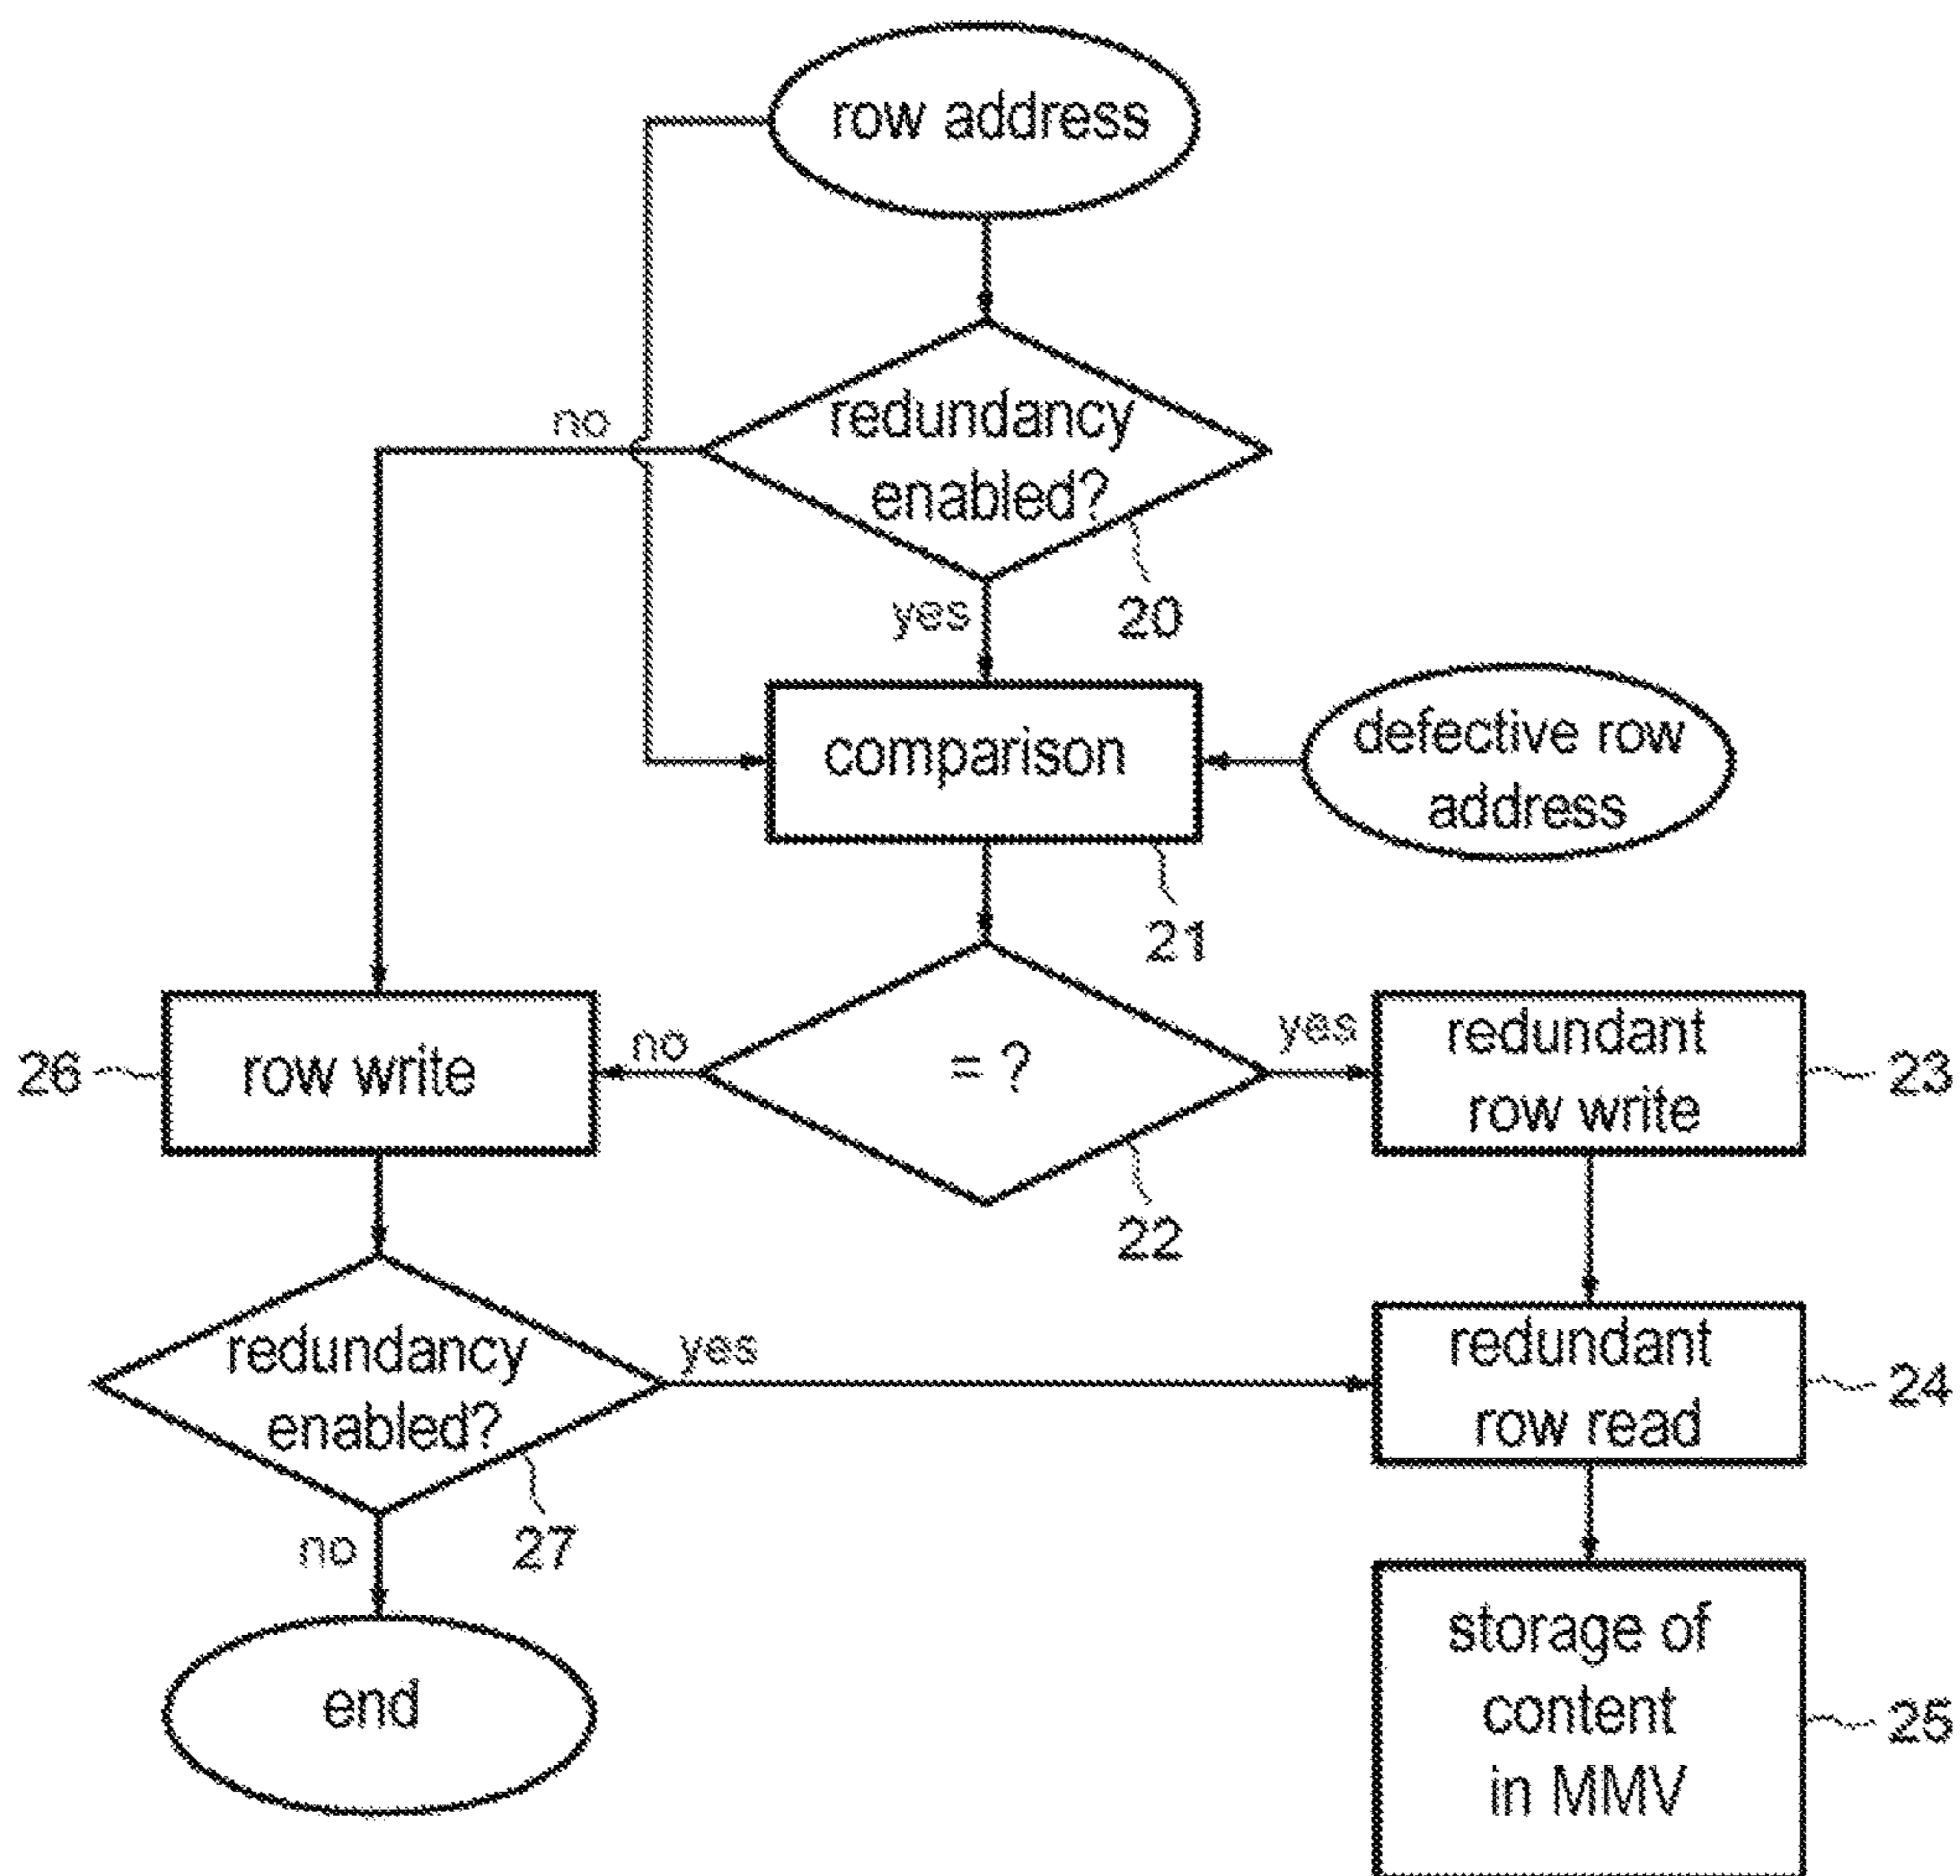 row address
no
redundancy
enabled?
yes
20
comparison
defective row
address
21
26
row write
no
= ?
yes
redundant
row write
23
22
redundancy
enabled?
yes
redundant
row read
24
no
27
end
storage of
content
in MMV
25